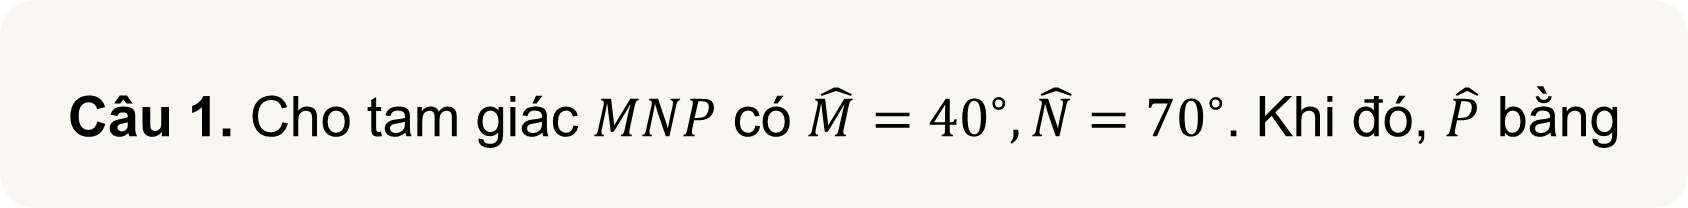 Câu 1. Cho tam giác MNP có M̂ = 40°, N̂ = 70°. Khi đó, P̂ bằng